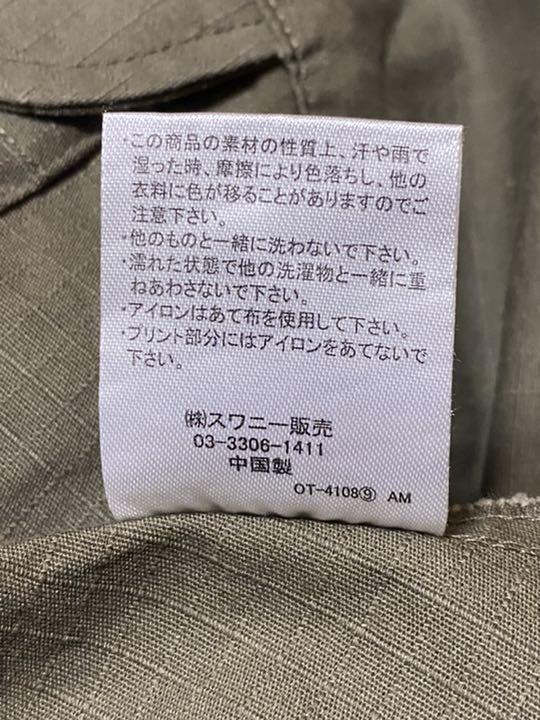 ・この商品の素材の性質上、汗や雨で
湿った時、摩擦により色落ちし、他の
衣料に色が移ることがありますのでご
注意下さい。
・他のものと一緒に洗わないで下さい。
・濡れた状態で他の洗濯物と一緒に重
ねあわさないで下さい。
・アイロンはあて布を使用して下さい。
・プリント部分にはアイロンをあてないで
下さい。
㈱スワニー販売
03-3306-1411
中国製
OT-4108⑨ AM